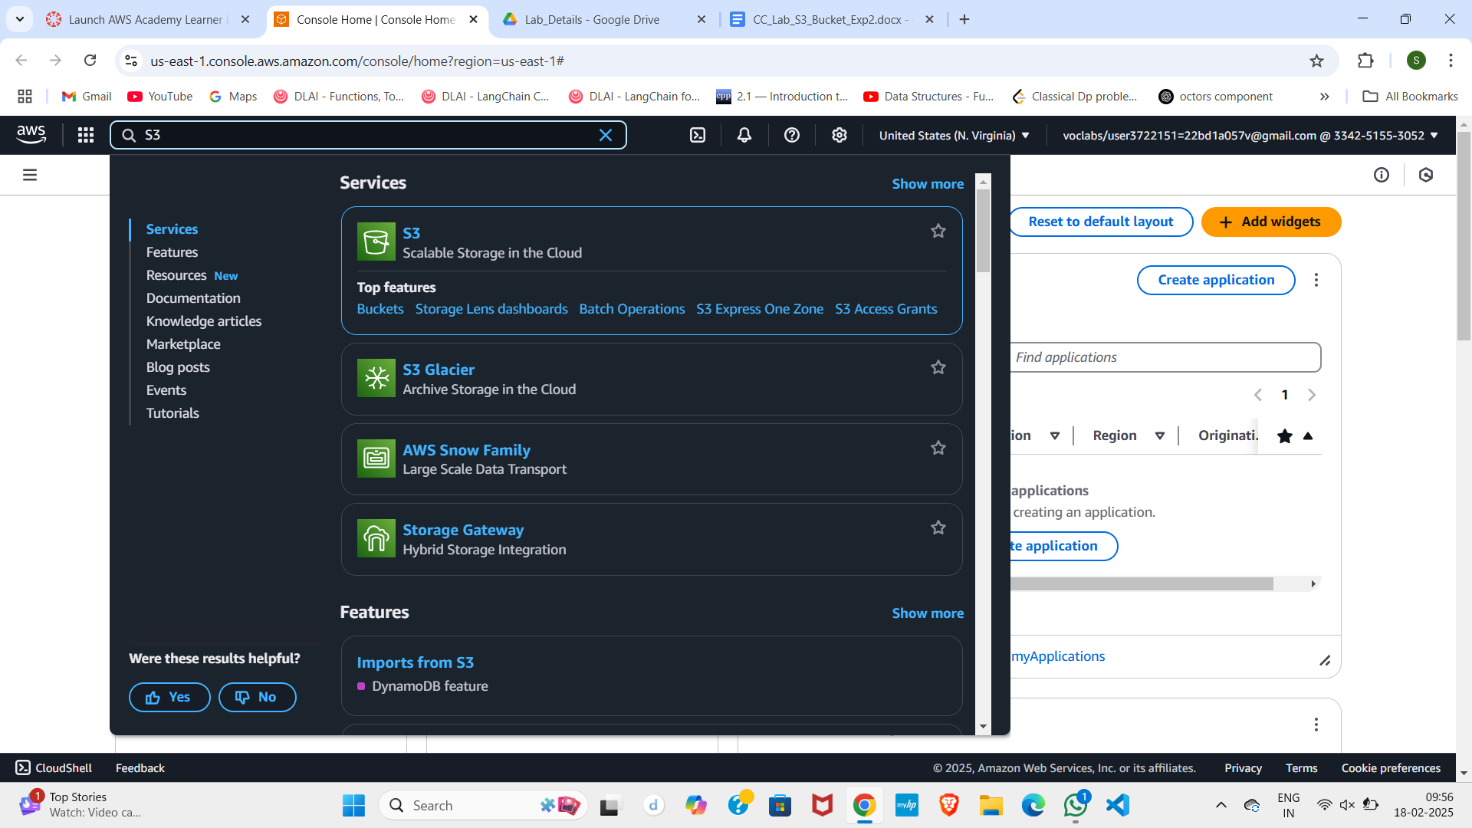 Launch AWS Academy Learner
Console Home | Console Home
Lab_Details - Google Drive
CC_Lab_S3_Bucket_Exp2.docx -
us-east-1.console.aws.amazon.com/console/home?region=us-east-1#
S
Gmail
YouTube
Maps
DLAI - Functions, To...
DLAI - LangChain C...
DLAI - LangChain fo...
2.1 — Introduction t...
Data Structures - Fu...
Classical Dp proble...
octors component
All Bookmarks
aws
S3
United States (N. Virginia)
voclabs/user3722151=22bd1a057v@gmail.com @ 3342-5155-3052
Services
Features
Resources New
Documentation
Knowledge articles
Marketplace
Blog posts
Events
Tutorials
Were these results helpful?
Yes
No
Services
Show more
S3
Scalable Storage in the Cloud
Top features
Buckets Storage Lens dashboards Batch Operations S3 Express One Zone S3 Access Grants
S3 Glacier
Archive Storage in the Cloud
AWS Snow Family
Large Scale Data Transport
Storage Gateway
Hybrid Storage Integration
Features
Show more
Imports from S3
DynamoDB feature
Reset to default layout
+ Add widgets
Create application
Find applications
1
ion
Region
Originati.
applications
creating an application.
te application
myApplications
CloudShell
Feedback
© 2025, Amazon Web Services, Inc. or its affiliates.
Privacy
Terms
Cookie preferences
1
Top Stories
Watch: Video ca...
Search
d
myhp
1
ENG
IN
09:56
18-02-2025